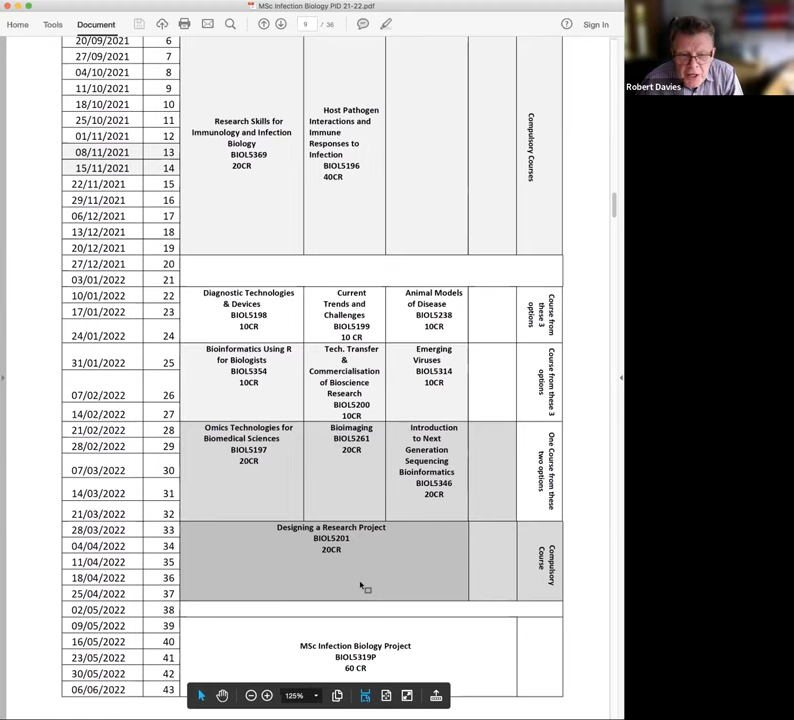 MSc Infection Biology PID 21-22.pdf
Home Tools Document 9 / 36 Sign In
Robert Davies
20/09/2021 6
27/09/2021 7
04/10/2021 8
11/10/2021 9
18/10/2021 10
25/10/2021 11
01/11/2021 12
08/11/2021 13
15/11/2021 14
22/11/2021 15
29/11/2021 16
06/12/2021 17
13/12/2021 18
20/12/2021 19
27/12/2021 20
03/01/2022 21
10/01/2022 22
17/01/2022 23
24/01/2022 24
31/01/2022 25
07/02/2022 26
14/02/2022 27
21/02/2022 28
28/02/2022 29
07/03/2022 30
14/03/2022 31
21/03/2022 32
28/03/2022 33
04/04/2022 34
11/04/2022 35
18/04/2022 36
25/04/2022 37
02/05/2022 38
09/05/2022 39
16/05/2022 40
23/05/2022 41
30/05/2022 42
06/06/2022 43
Research Skills for
Immunology and Infection
Biology
BIOL5369
20CR
Host Pathogen
Interactions and
Immune
Responses to
Infection
BIOL5196
40CR
Compulsory Courses
Diagnostic Technologies
& Devices
BIOL5198
10CR
Current
Trends and
Challenges
BIOL5199
10 CR
Animal Models
of Disease
BIOL5238
10CR
Course from
these 3
options
Bioinformatics Using R
for Biologists
BIOL5354
10CR
Tech. Transfer
&
Commercialisation
of Bioscience
Research
BIOL5200
10CR
Emerging
Viruses
BIOL5314
10CR
Course from these 3
options
Omics Technologies for
Biomedical Sciences
BIOL5197
20CR
Bioimaging
BIOL5261
20CR
Introduction
to Next
Generation
Sequencing
Bioinformatics
BIOL5346
20CR
One Course from these
two options
Designing a Research Project
BIOL5201
20CR
Compulsory
Course
MSc Infection Biology Project
BIOL5319P
60 CR
125%